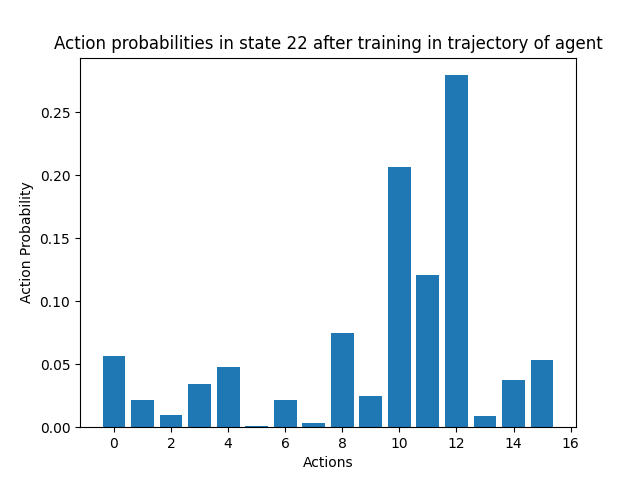 Action probabilities in state 22 after training in trajectory of agent
Action Probability
0.25
0.20
0.15
0.10
0.05
0.00
0 2 4 6 8 10 12 14 16
Actions